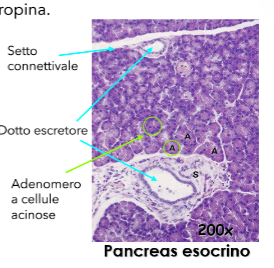 ropina.
Setto
connettivale
Dotto escretore
A
A
A
Adenomero
a cellule
acinose
S
200x
Pancreas esocrino